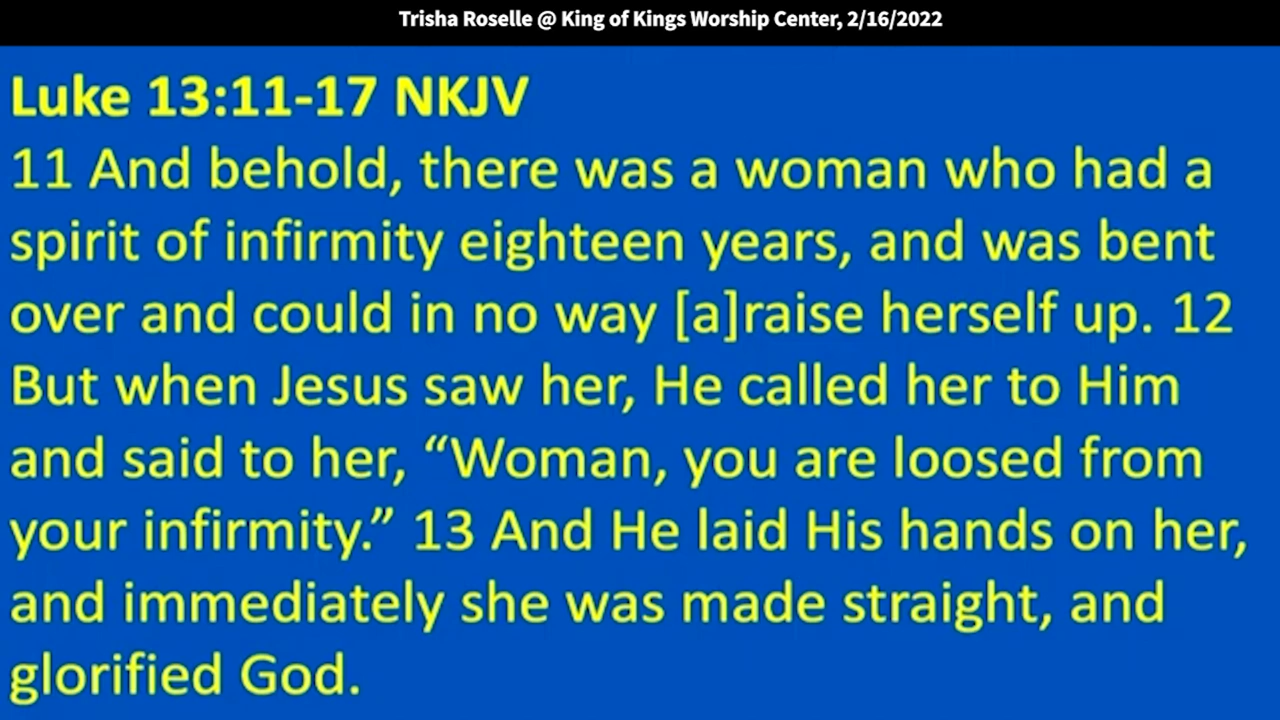 Trisha Roselle @ King of Kings Worship Center, 2/16/2022
Luke 13:11-17 NKJV
11 And behold, there was a woman who had a
spirit of infirmity eighteen years, and was bent
over and could in no way [a]raise herself up. 12
But when Jesus saw her, He called her to Him
and said to her, “Woman, you are loosed from
your infirmity.” 13 And He laid His hands on her,
and immediately she was made straight, and
glorified God.